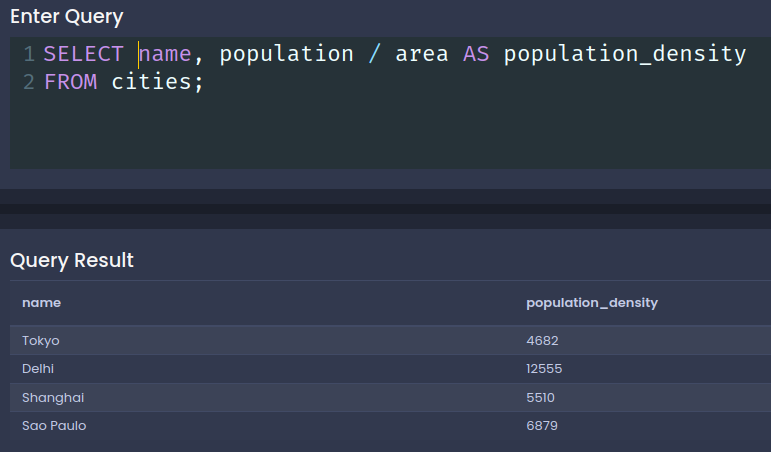 Enter Query
1 SELECT name, population / area AS population_density
2 FROM cities;
Query Result
name population_density
Tokyo 4682
Delhi 12555
Shanghai 5510
Sao Paulo 6879